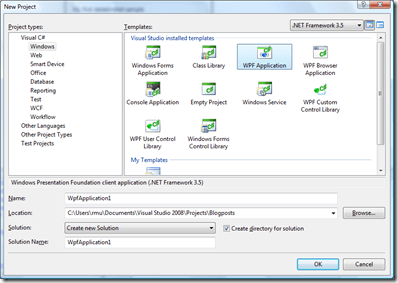 New Project
Project types:
Templates:
.NET Framework 3.5
Visual C#
Windows
Web
Smart Device
Office
Database
Reporting
Test
WCF
Workflow
Other Languages
Other Project Types
Test Projects
Visual Studio installed templates
Windows Forms Application
Class Library
WPF Application
WPF Browser Application
Console Application
Empty Project
Windows Service
WPF Custom Control Library
WPF User Control Library
Windows Forms Control Library
My Templates
Windows Presentation Foundation client application (.NET Framework 3.5)
Name:
WpfApplication1
Location:
C:\Users\rmu\Documents\Visual Studio 2008\Projects\Blogposts
Browse...
Solution:
Create new Solution
Create directory for solution
Solution Name:
WpfApplication1
OK
Cancel